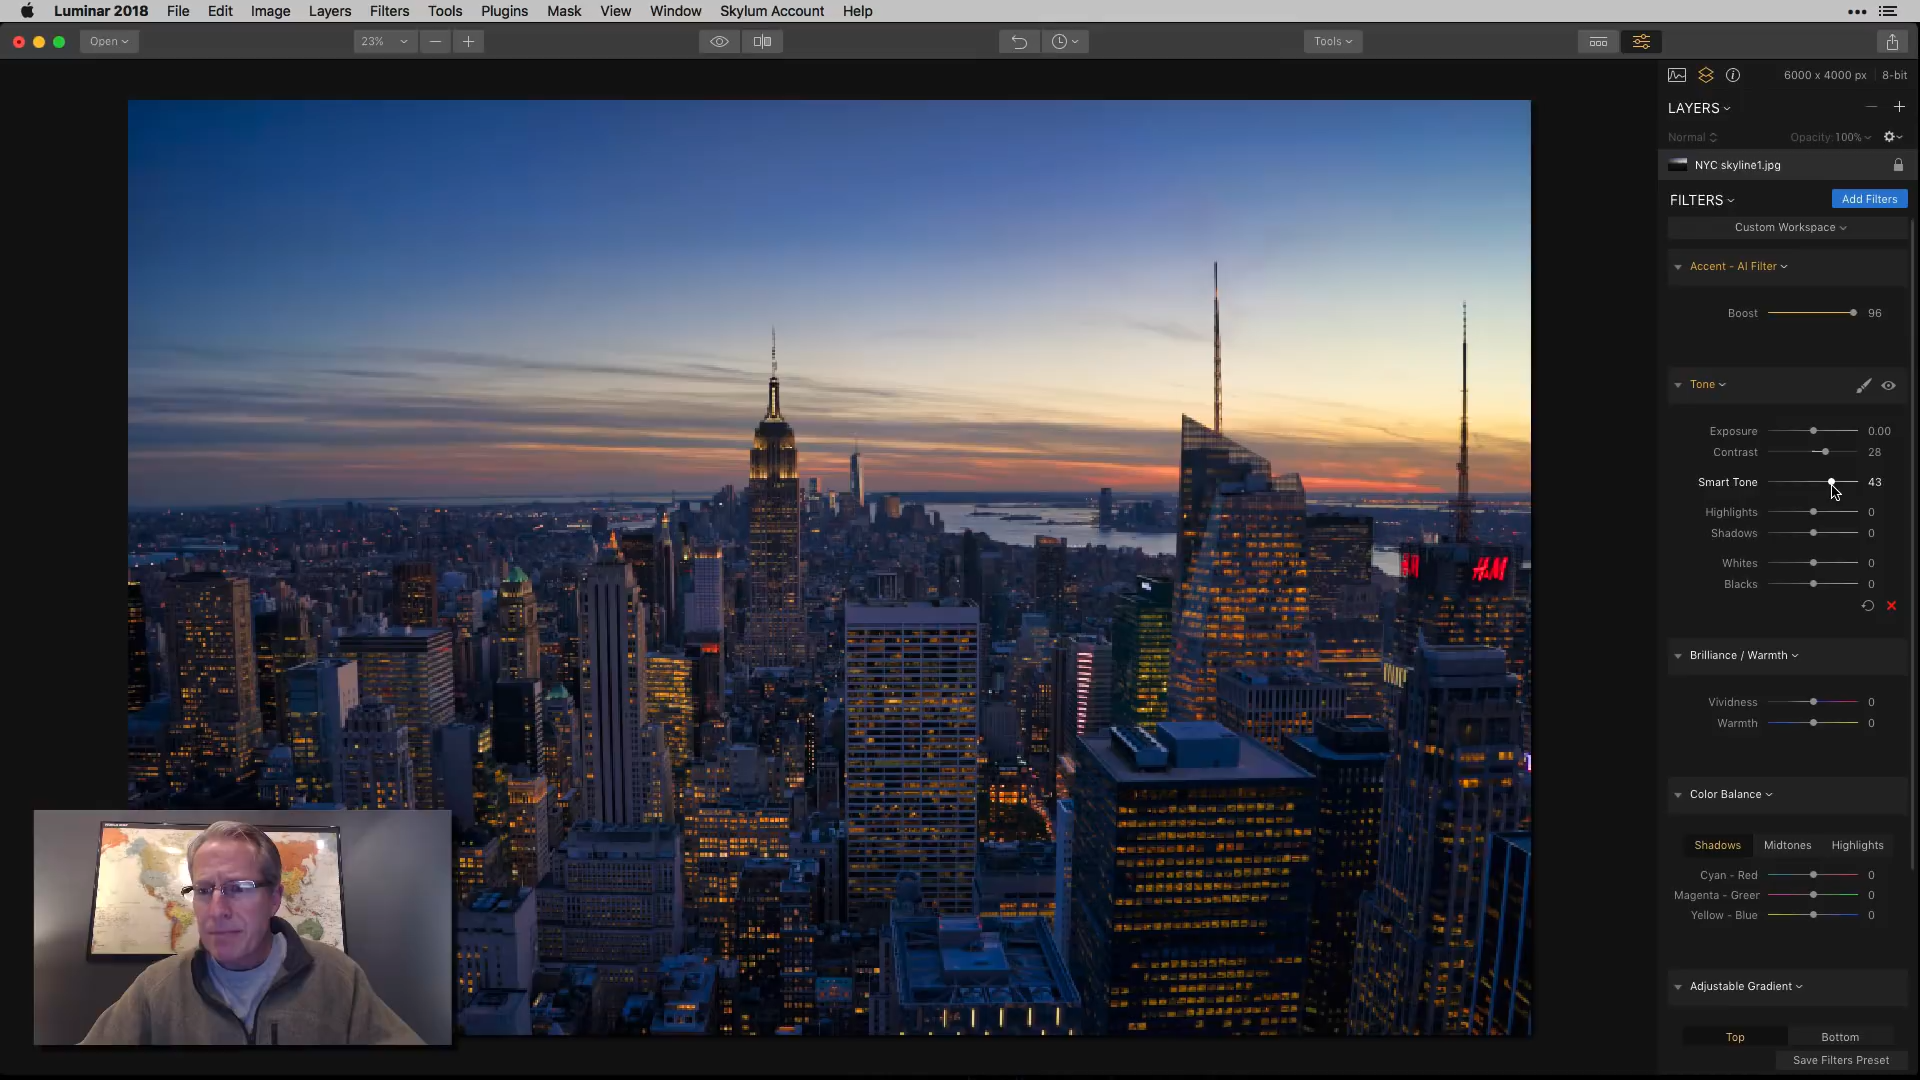 Luminar 2018 File Edit Image Layers Filters Tools Plugins Mask View Window Skylum Account Help
Open 23% Tools
6000 x 4000 px 8-bit
LAYERS
Normal Opacity: 100%
NYC skyline1.jpg
FILTERS Add Filters
Custom Workspace
Accent - AI Filter
Boost 96
Tone
Exposure 0.00
Contrast 28
Smart Tone 43
Highlights 0
Shadows 0
Whites 0
Blacks 0
H&M
Brilliance / Warmth
Vividness 0
Warmth 0
Color Balance
Shadows Midtones Highlights
Cyan - Red 0
Magenta - Green 0
Yellow - Blue 0
Adjustable Gradient
Top Bottom
Save Filters Preset